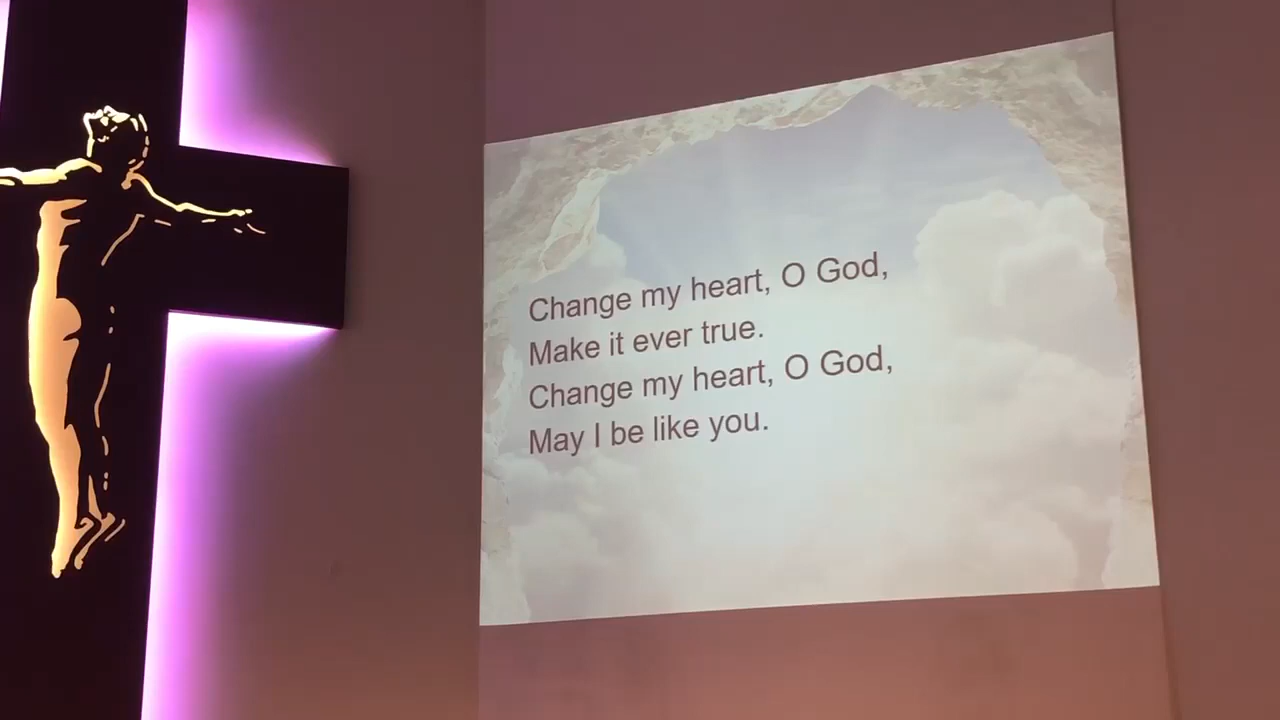 Change my heart, O God,
Make it ever true.
Change my heart, O God,
May I be like you.